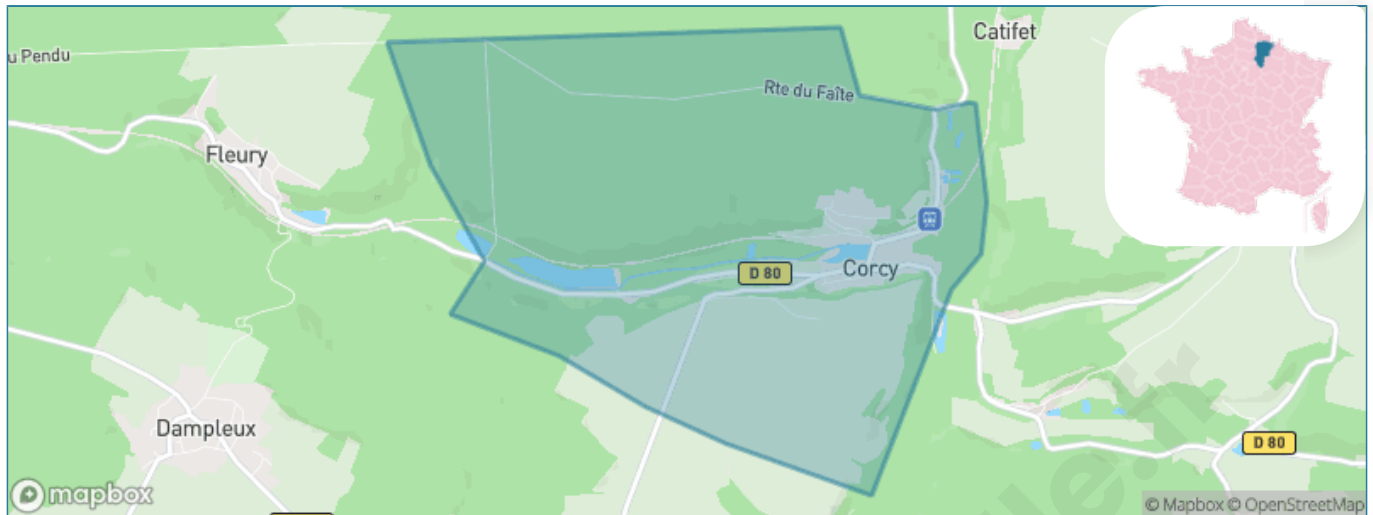 Catifet
u Pendu
Rte du Faîte
Fleury
D 80
Corcy
Dampleux
D 80
mapbox
© Mapbox © OpenStreetMap